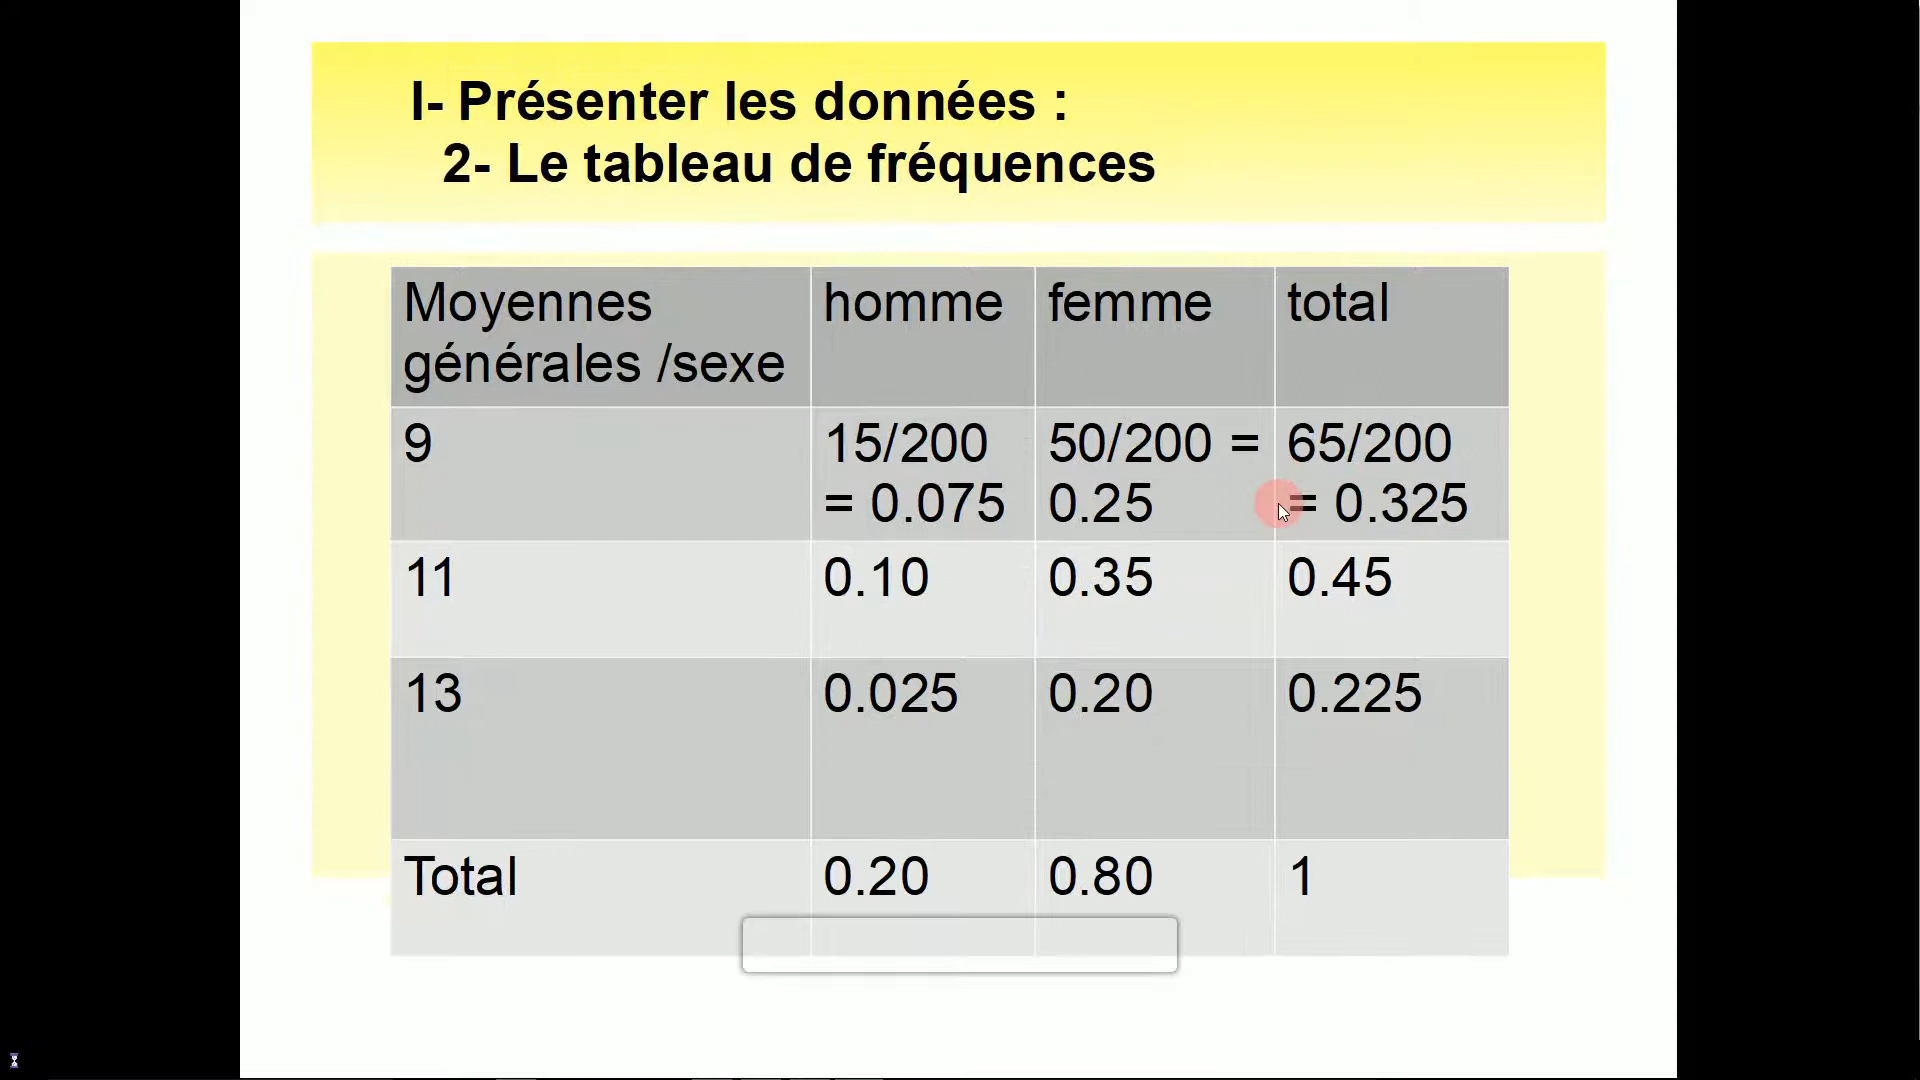 I- Présenter les données :
2- Le tableau de fréquences
Moyennes générales /sexe homme femme total
9 15/200 = 0.075 50/200 = 0.25 65/200 = 0.325
11 0.10 0.35 0.45
13 0.025 0.20 0.225
Total 0.20 0.80 1